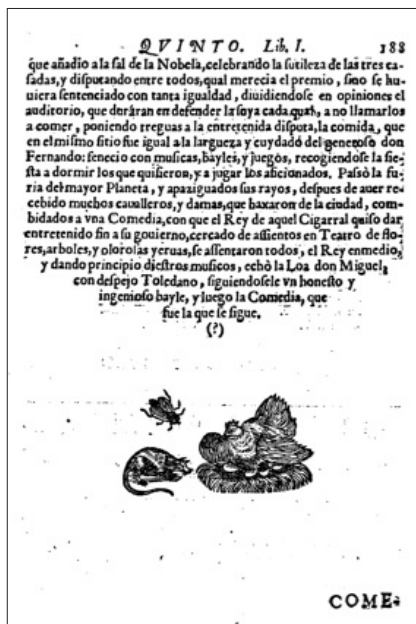 QVINTO. Lib. I. 188
que añadio a la sal de la Nobela, celebrando la sutileza de las tres ca-
sadas, y disputando entre todos, qual merecia el premio, sino se hu-
uiera sentenciado con tanta igualdad, diuidiendose en opiniones el
auditorio, que duráran en defender la soya cada qual, a no llamarlos
a comer, poniendo treguas a la entretenida disputa, la comida, que
en el mismo sitio fue igual a la largueza y cuydado del generoso don
Fernando: fenecio con musicas, bayles, y juegos, recogiendose la sie-
sta a dormir los que quisieron, y a jugar los aficionados. Passò la fu-
ria del mayor Planeta, y apaziguados sus rayos, despues de auer re-
cebido muchos caualleros, y damas, que baxaron de la ciudad, com-
bidados a vna Comedia, con que el Rey de aquel Cigarral quiso dar
entretenido fin a su gouierno, cercado de assientos en Teatro de flo-
res, arboles, y olorosas yeruas, se assentaron todos, el Rey enmedio,
y dando principio diestros musicos, echò la Loa don Miguel,
con despejo Toledano, siguiendosele vn honesto y
ingenioso bayle, y luego la Comedia, que
fue la que se sigue.
(?)
COME-